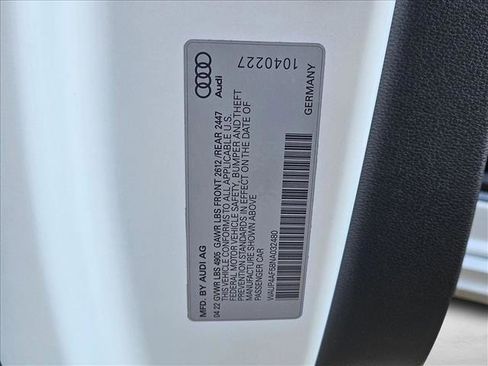 Audi
1040227
MFD. BY AUDI AG
04 22 GVWR LBS 4905 GAWR LBS FRONT 2612 /REAR 2447
THIS VEHICLE CONFORMS TO ALL APPLICABLE U.S.
FEDERAL MOTOR VEHICLE SAFETY, BUMPER AND THEFT
PREVENTION STANDARDS IN EFFECT ON THE DATE OF
MANUFACTURE SHOWN ABOVE.
PASSENGER CAR
WAUP4AF58NA032480
GERMANY